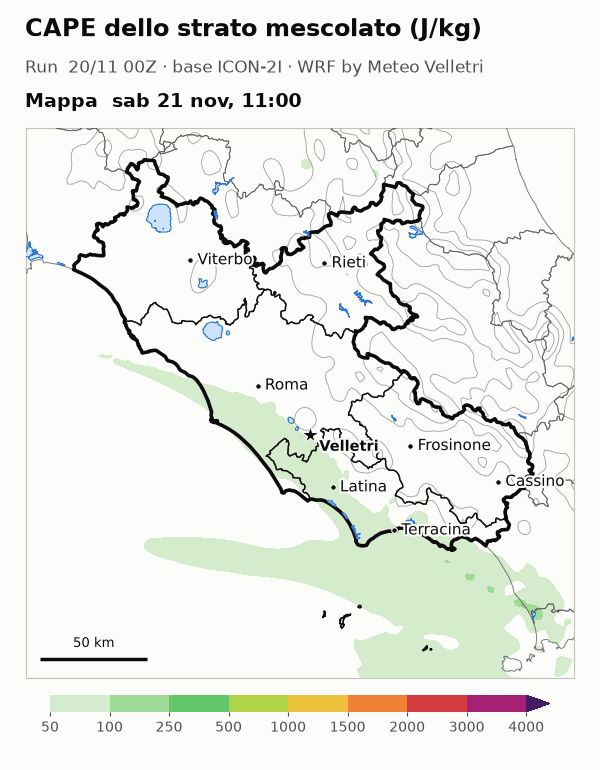 CAPE dello strato mescolato (J/kg)
Run  20/11 00Z · base ICON-2I · WRF by Meteo Velletri
Mappa  sab 21 nov, 11:00
Viterbo
Rieti
Roma
Velletri
Frosinone
Cassino
Latina
Terracina
50 km
50 100 250 500 1000 1500 2000 3000 4000